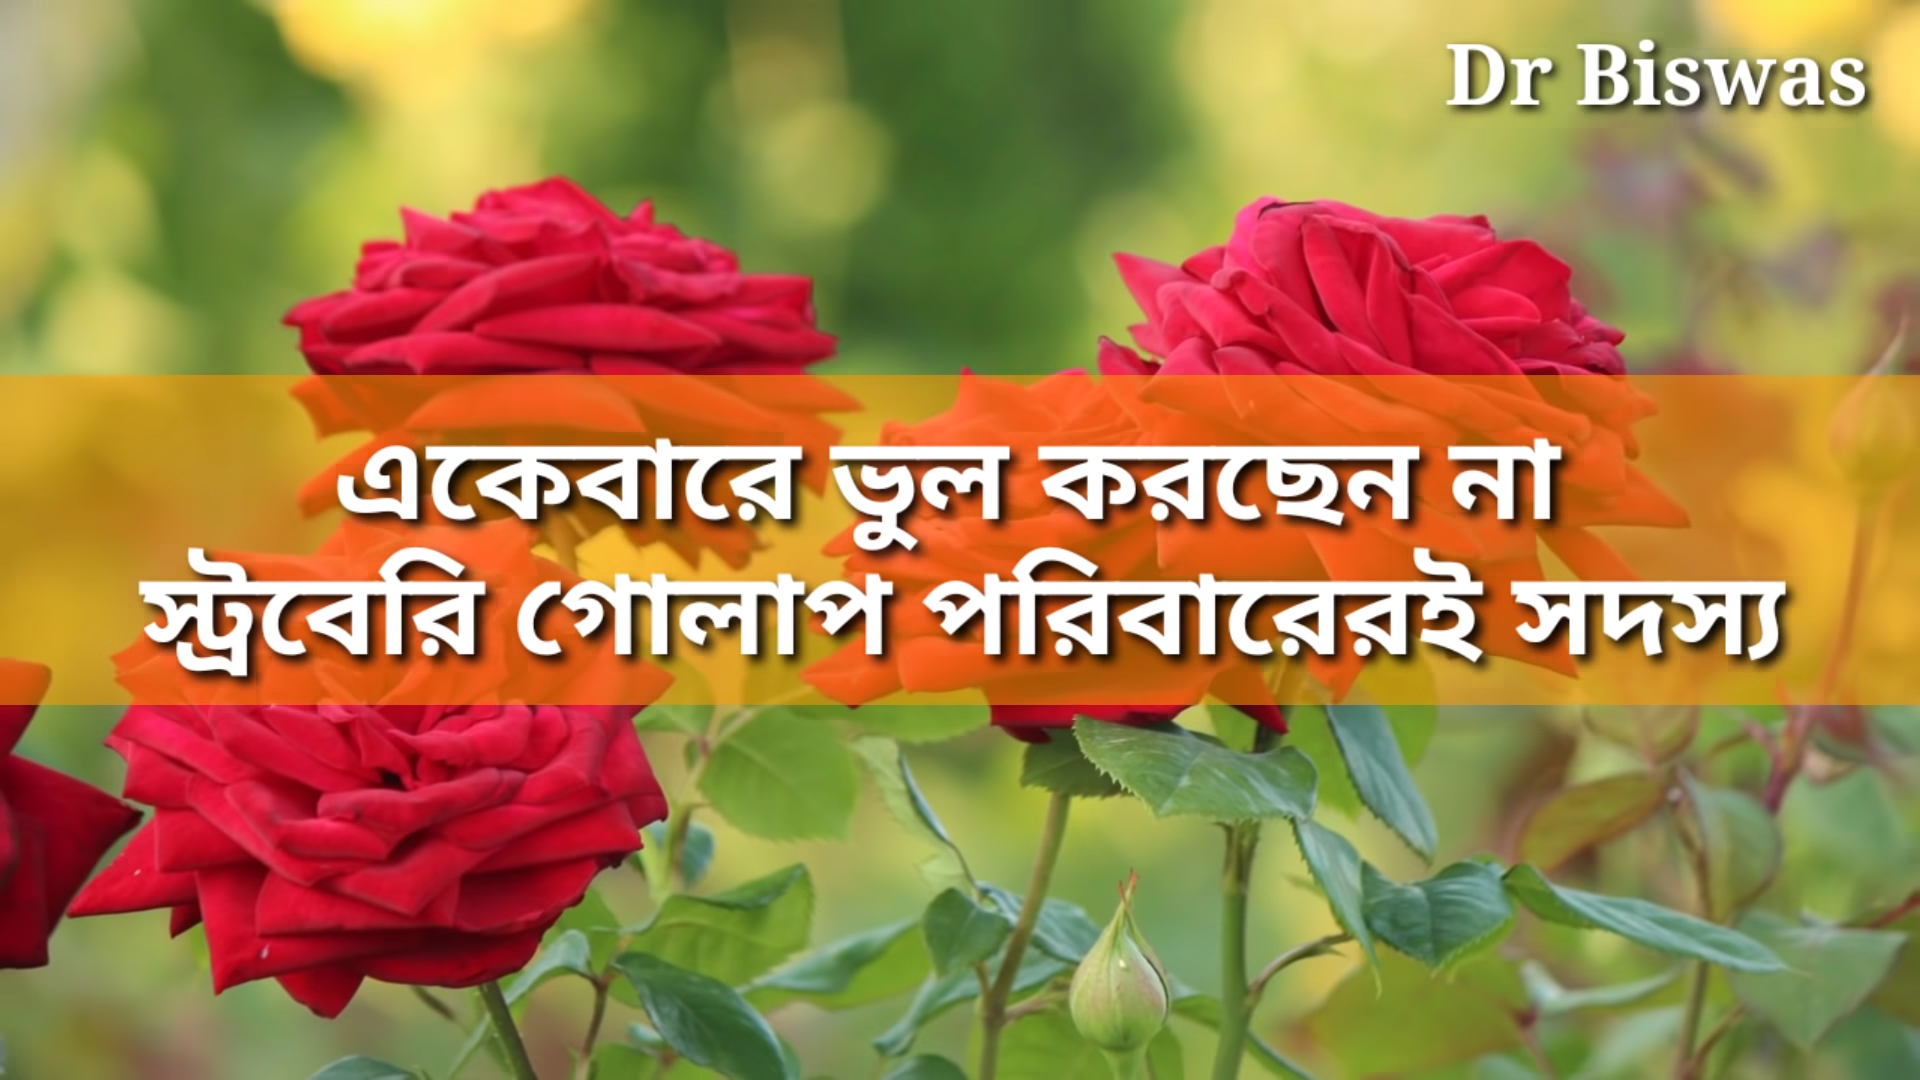 Dr Biswas
একেবারে ভুল করছেন না
স্ট্রবেরি গোলাপ পরিবারেরই সদস্য